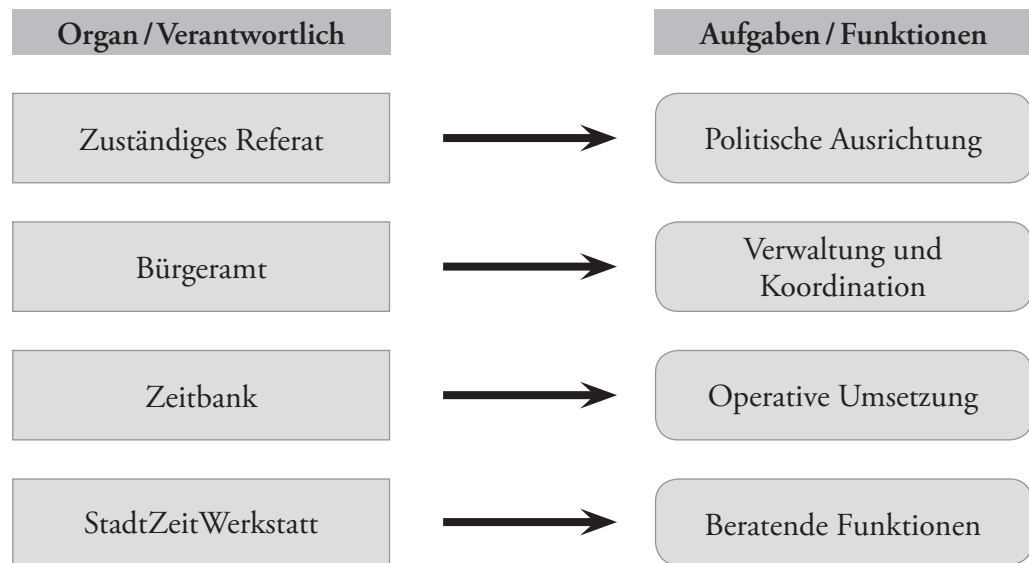 Organ / Verantwortlich
Aufgaben / Funktionen
Zuständiges Referat
Politische Ausrichtung
Bürgeramt
Verwaltung und
Koordination
Zeitbank
Operative Umsetzung
StadtZeitWerkstatt
Beratende Funktionen